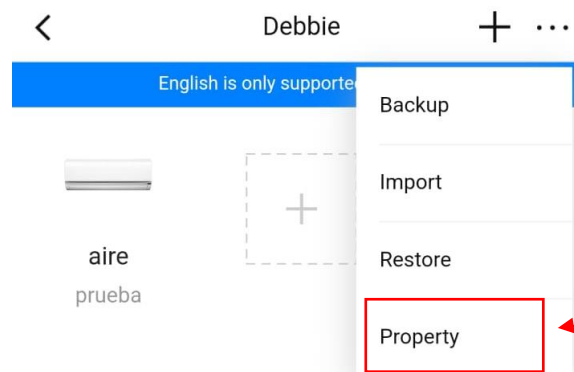 Debbie
English is only supporte
Backup
Import
Restore
Property
aire
prueba